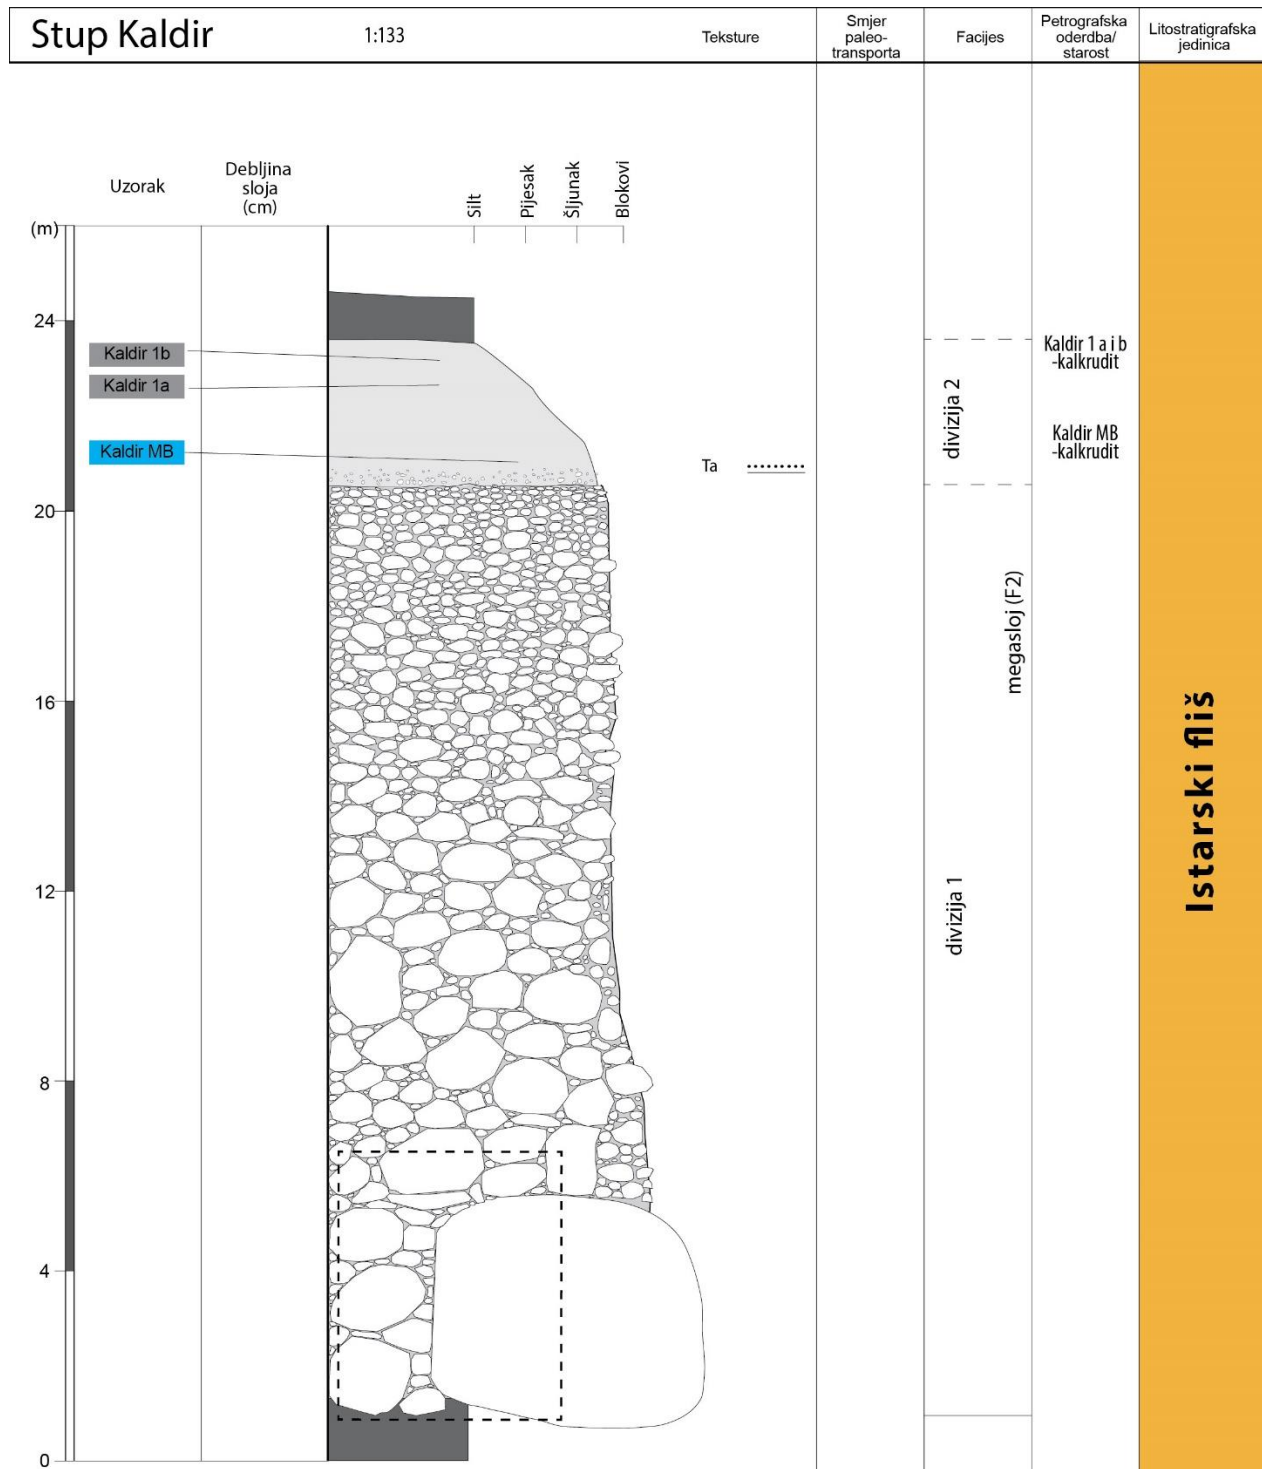 Stup Kaldir
1:133
Teksture
Smjer
paleo-
transporta
Facijes
Petrografska
oderdba/
starost
Litostratigrafska
jedinica
Uzorak
Debljina
sloja
(cm)
Silt
Pijesak
Šljunak
Blokovi
(m)
24
Kaldir 1b
Kaldir 1a
Kaldir MB
Ta
divizija 2
Kaldir 1 a i b
-kalkrudit
Kaldir MB
-kalkrudit
20
megasloj (F2)
16
Istarski fliš
12
divizija 1
8
4
0